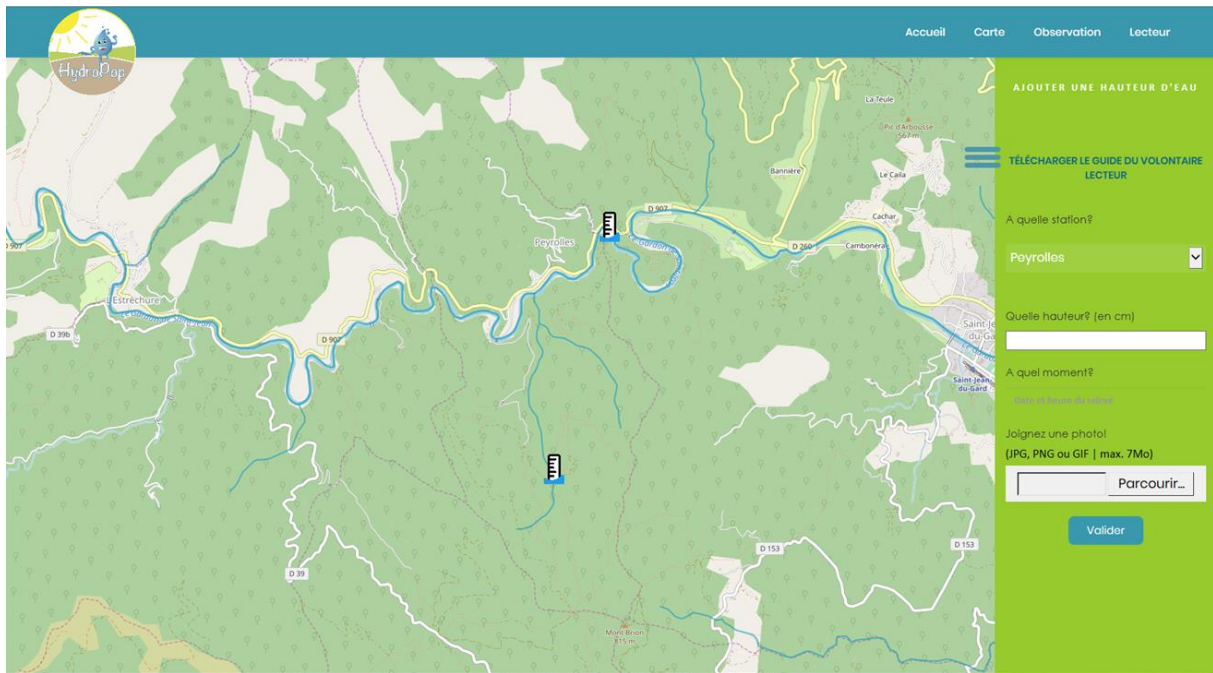 HydroPop
Accueil
Carte
Observation
Lecteur
AJOUTER UNE HAUTEUR D'EAU
TÉLÉCHARGER LE GUIDE DU VOLONTAIRE
LECTEUR
A quelle station?
Peyrolles
Quelle hauteur? (en cm)
A quel moment?
Date et heure du relevé
Joignez une photo!
(JPG, PNG ou GIF | max. 7Mo)
Parcourir...
Valider
La Teule
Pic d'Arbousse
567 m
Bannière
Le Caila
D 907
Cachar
Peyrolles
D 260
Cambonéra
D 907
L'Estréchure
D 39b
D 907
Saint-Jean-
du-Gard
D 153
D 153
D 39
Mont Brion
815 m